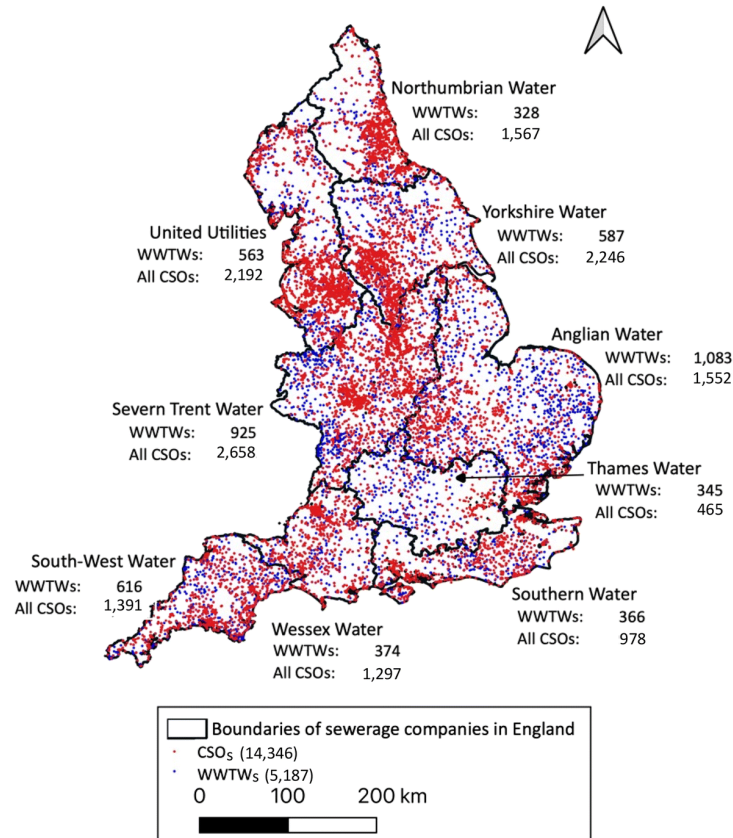 Northumbrian Water
WWTWs: 328
All CSOs: 1,567
Yorkshire Water
WWTWs: 587
All CSOs: 2,246
United Utilities
WWTWs: 563
All CSOs: 2,192
Anglian Water
WWTWs: 1,083
All CSOs: 1,552
Severn Trent Water
WWTWs: 925
All CSOs: 2,658
Thames Water
WWTWs: 345
All CSOs: 465
South-West Water
WWTWs: 616
All CSOs: 1,391
Southern Water
WWTWs: 366
All CSOs: 978
Wessex Water
WWTWs: 374
All CSOs: 1,297
Boundaries of sewerage companies in England
CSOs (14,346)
WWTWs (5,187)
0 100 200 km